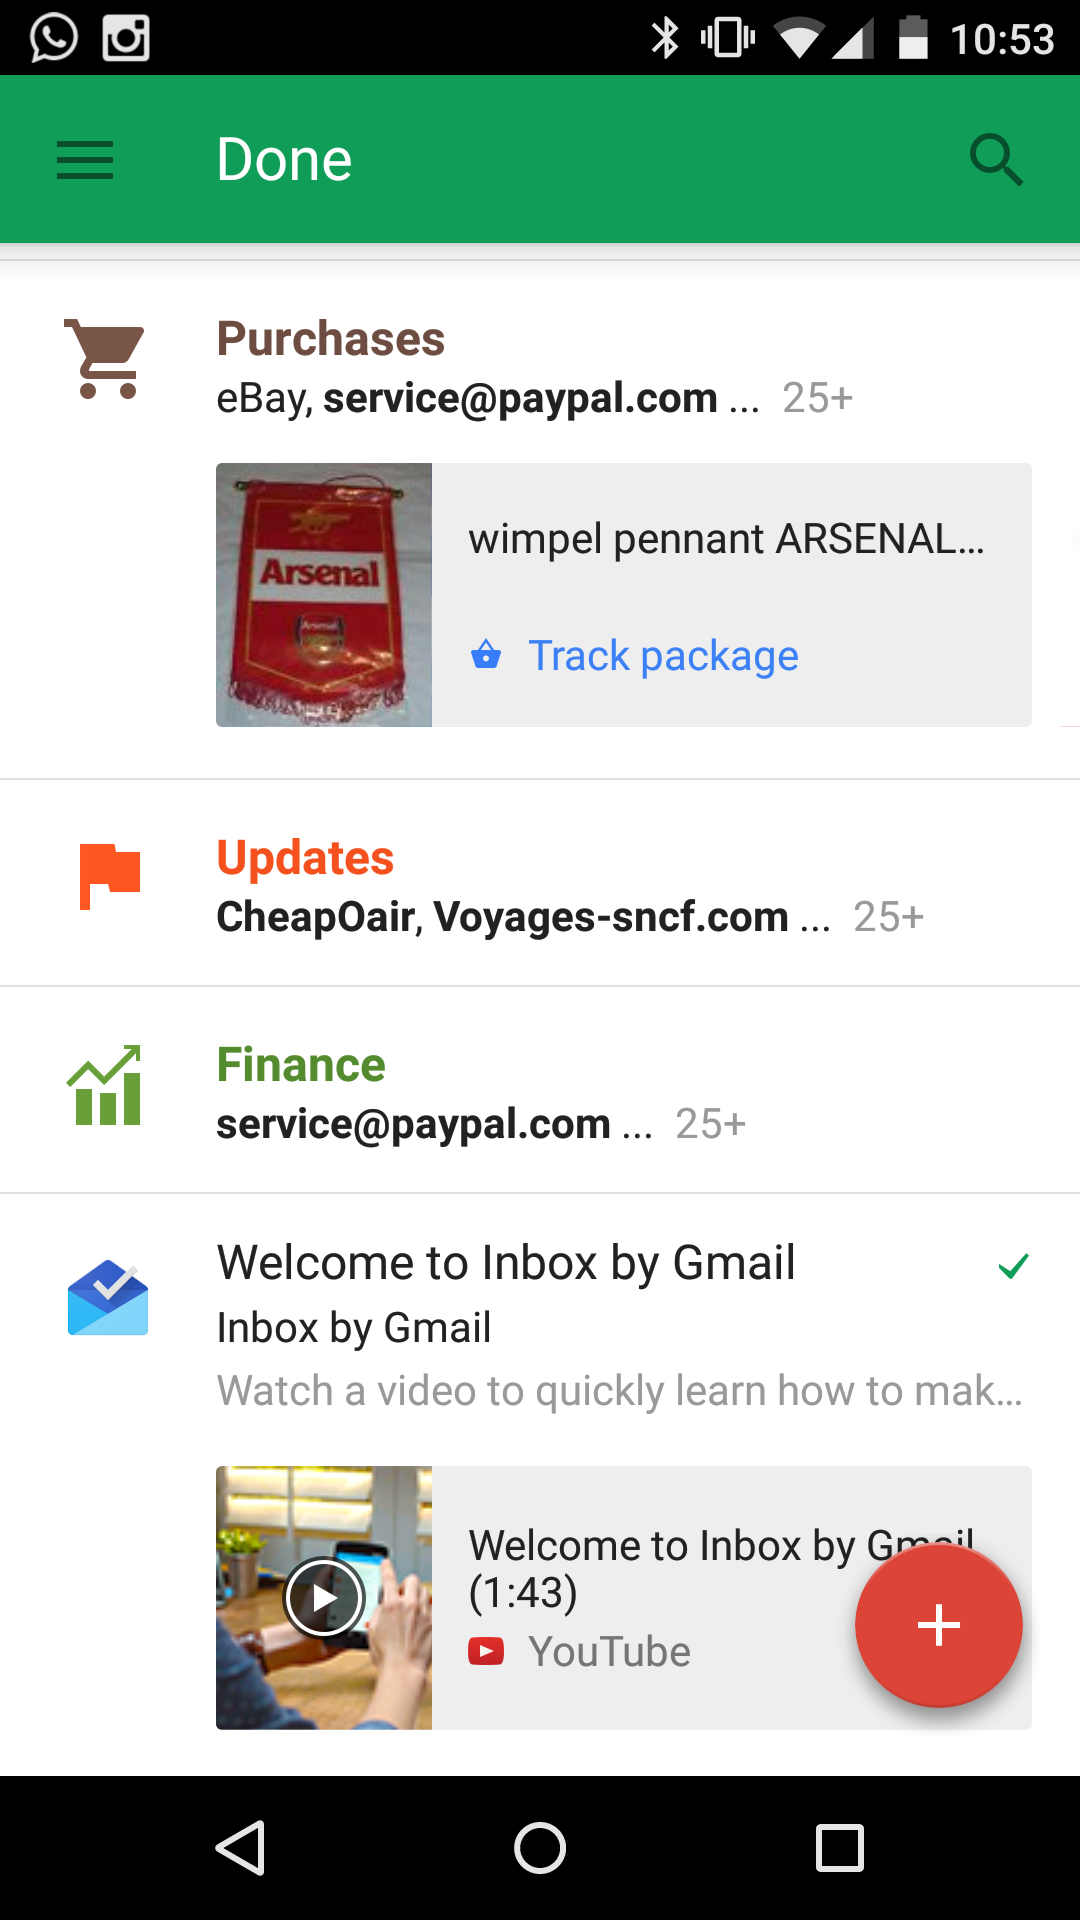 10:53
Done
Purchases
eBay, service@paypal.com ... 25+
Arsenal
Arsenal
wimpel pennant ARSENAL...
Track package
Updates
CheapOair, Voyages-sncf.com ... 25+
Finance
service@paypal.com ... 25+
Welcome to Inbox by Gmail
Inbox by Gmail
Watch a video to quickly learn how to mak...
Welcome to Inbox by Gmail
(1:43)
YouTube